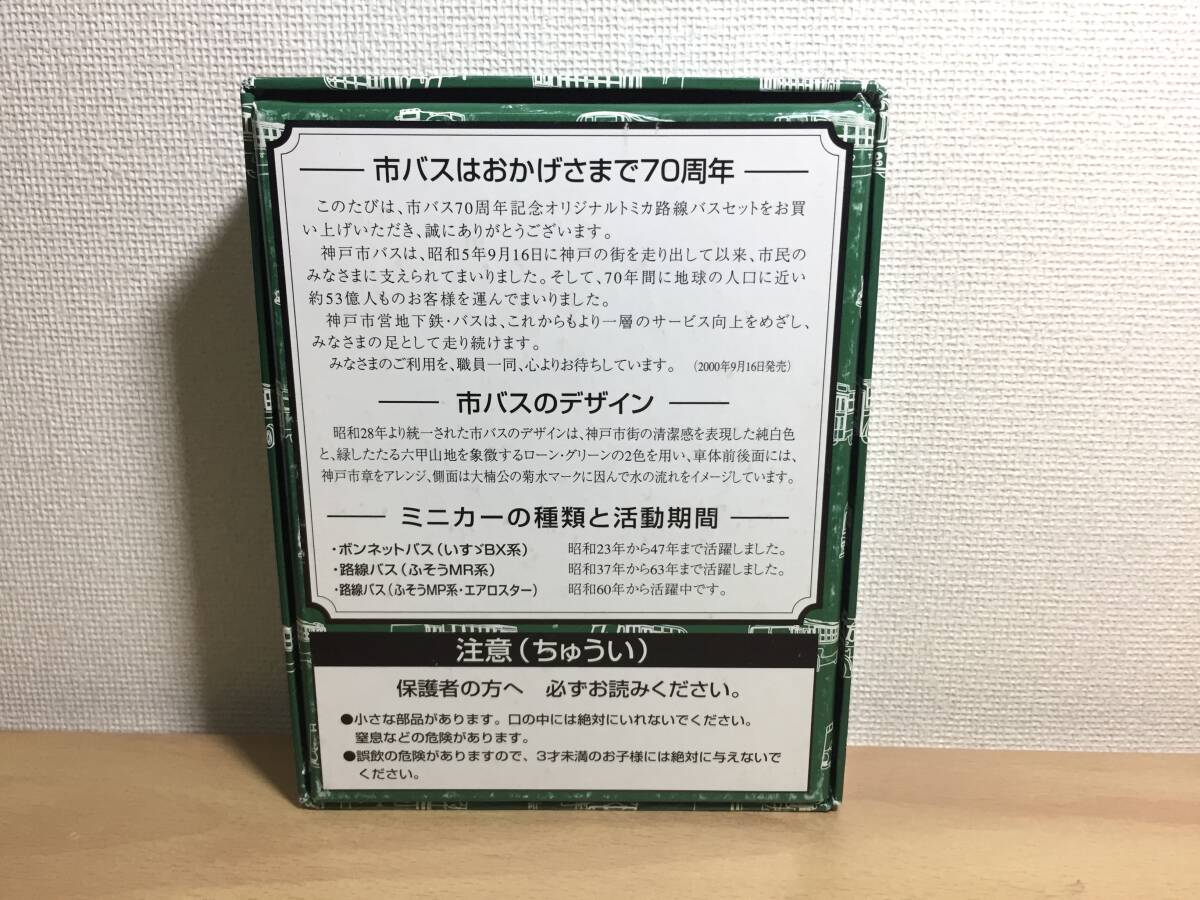 市バスはおかげさまで70周年
このたびは、市バス70周年記念オリジナルトミカ路線バスセットをお買
い上げいただき、誠にありがとうございます。
神戸市バスは、昭和5年9月16日に神戸の街を走り出して以来、市民の
みなさまに支えられてまいりました。そして、70年間に地球の人口に近い
約53億人ものお客様を運んでまいりました。
神戸市営地下鉄・バスは、これからもより一層のサービス向上をめざし、
みなさまの足として走り続けます。
みなさまのご利用を、職員一同、心よりお待ちしています。 (2000年9月16日発売)
市バスのデザイン
昭和28年より統一された市バスのデザインは、神戸市街の清潔感を表現した純白色
と、緑したたる六甲山地を象徴するローン・グリーンの2色を用い、車体前後面には、
神戸市章をアレンジ、側面は大楠公の菊水マークに因んで水の流れをイメージしています。
ミニカーの種類と活動期間
・ボンネットバス(いすゞBX系) 昭和23年から47年まで活躍しました。
・路線バス(ふそうMR系) 昭和37年から63年まで活躍しました。
・路線バス(ふそうMP系・エアロスター) 昭和60年から活躍中です。
注意(ちゅうい)
保護者の方へ 必ずお読みください。
●小さな部品があります。口の中には絶対にいれないでください。
窒息などの危険があります。
●誤飲の危険がありますので、3才未満のお子様には絶対に与えないで
ください。